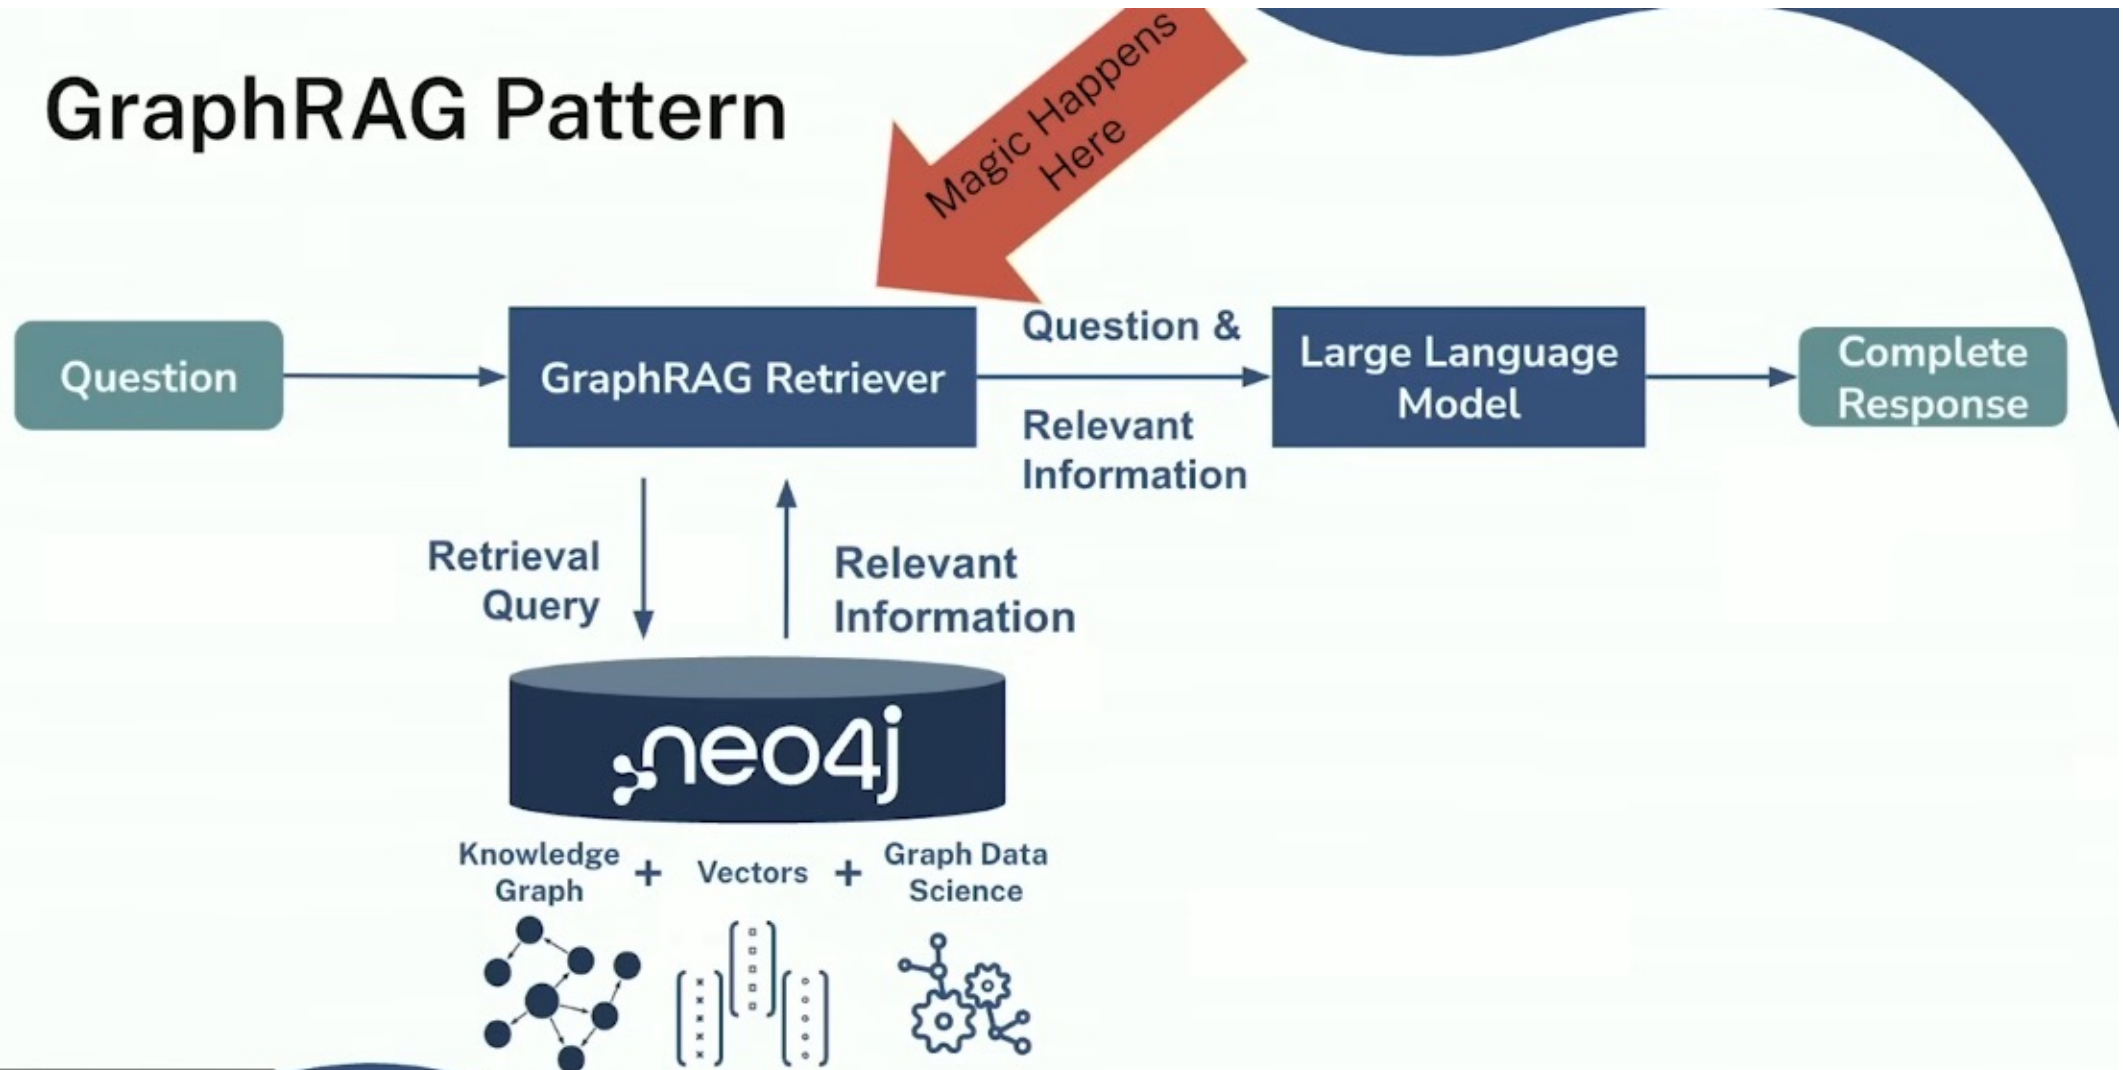 GraphRAG Pattern
Magic Happens
Here
Question
GraphRAG Retriever
Question &
Relevant
Information
Large Language
Model
Complete
Response
Retrieval
Query
Relevant
Information
neo4j
Knowledge
Graph
+
Vectors
+
Graph Data
Science